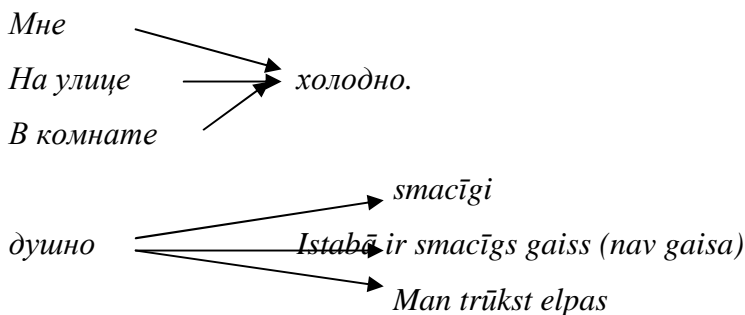 Мне
На улице холодно.
В комнате
smacīgi
душно Istabā ir smacīgs gaiss (nav gaisa)
Man trūkst elpas